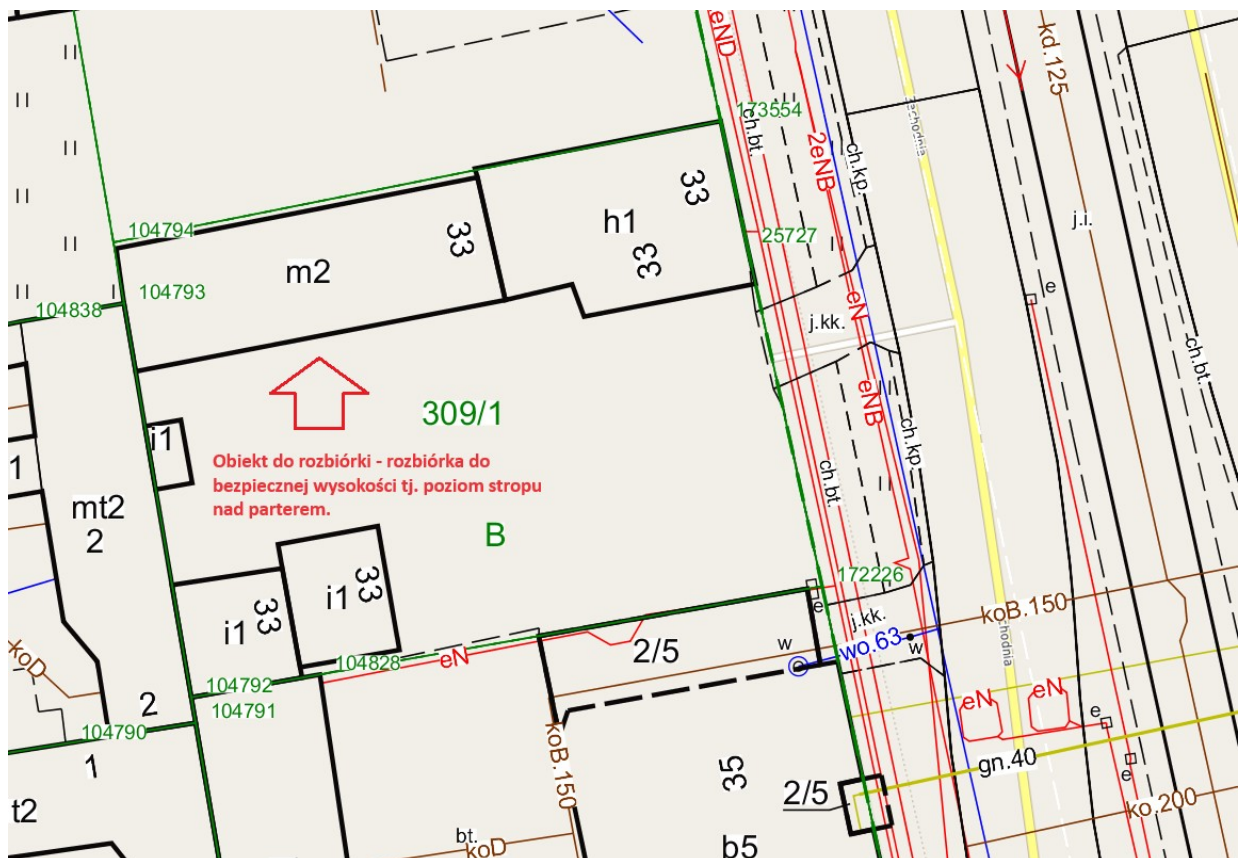 eND
kd.125
173554
ch.bt.
2eNB
ch.kp.
Zachodnia
33
h1
33
j.t.
104794
33
25727
m2
104793
104838
eN
e
j.kk.
ch.bt.
eNB
309/1
i1
ch.kp.
1
Obiekt do rozbiórki - rozbiórka do
bezpiecznej wysokości tj. poziom stropu
nad parterem.
ch.bt.
mt2
2
B
172226
i1
33
i1
33
e
j.kk.
koB.150
2/5
w
wo.63
w
koD
eN
104828
104792
104791
2
104790
1
eN
eN
e
koB.150
35
gn.40
e
t2
2/5
ko.200
bt.
koD
b5